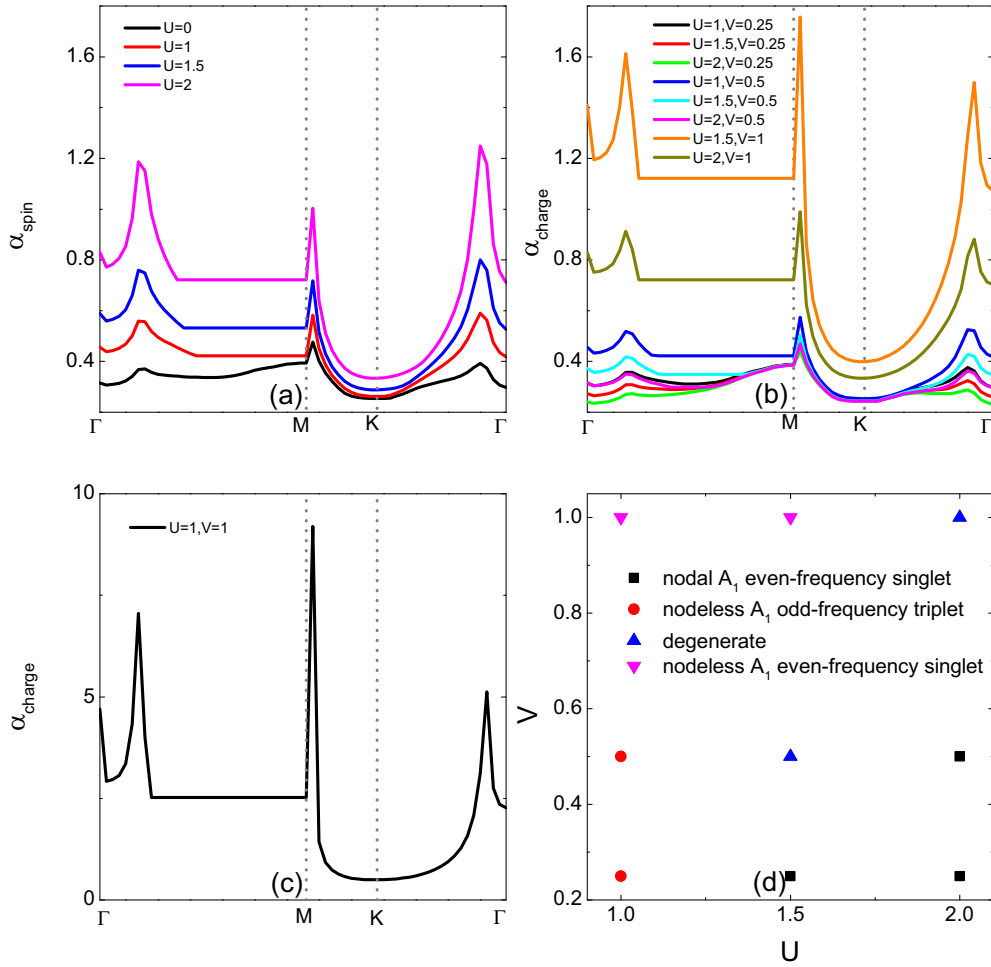 U=0
U=1
U=1.5
U=2
1.6
1.2
0.8
0.4
α_spin
(a)
Γ M K Γ
U=1,V=0.25
U=1.5,V=0.25
U=2,V=0.25
U=1,V=0.5
U=1.5,V=0.5
U=2,V=0.5
U=1.5,V=1
U=2,V=1
1.6
1.2
0.8
0.4
α_charge
(b)
Γ M K Γ
U=1,V=1
10
5
0
α_charge
(c)
Γ M K Γ
nodal A₁ even-frequency singlet
nodeless A₁ odd-frequency triplet
degenerate
nodeless A₁ even-frequency singlet
1.0
0.8
0.6
0.4
0.2
V
(d)
1.0 1.5 2.0
U